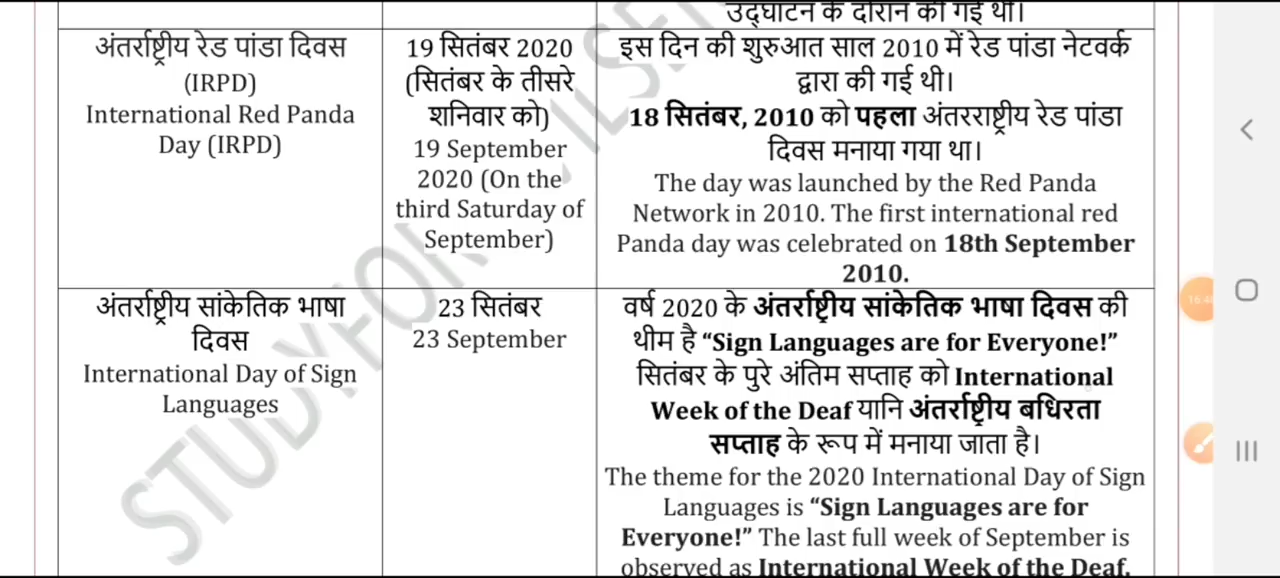 उद्घाटन के दौरान की गई थी।
अंतर्राष्ट्रीय रेड पांडा दिवस
(IRPD)
International Red Panda
Day (IRPD)
19 सितंबर 2020
(सितंबर के तीसरे
शनिवार को)
19 September
2020 (On the
third Saturday of
September)
इस दिन की शुरुआत साल 2010 में रेड पांडा नेटवर्क
द्वारा की गई थी।
18 सितंबर, 2010 को पहला अंतरराष्ट्रीय रेड पांडा
दिवस मनाया गया था।
The day was launched by the Red Panda
Network in 2010. The first international red
Panda day was celebrated on 18th September
2010.
अंतर्राष्ट्रीय सांकेतिक भाषा
दिवस
International Day of Sign
Languages
23 सितंबर
23 September
वर्ष 2020 के अंतर्राष्ट्रीय सांकेतिक भाषा दिवस की
थीम है “Sign Languages are for Everyone!”
सितंबर के पुरे अंतिम सप्ताह को International
Week of the Deaf यानि अंतर्राष्ट्रीय बधिरता
सप्ताह के रूप में मनाया जाता है।
The theme for the 2020 International Day of Sign
Languages is “Sign Languages are for
Everyone!” The last full week of September is
observed as International Week of the Deaf.